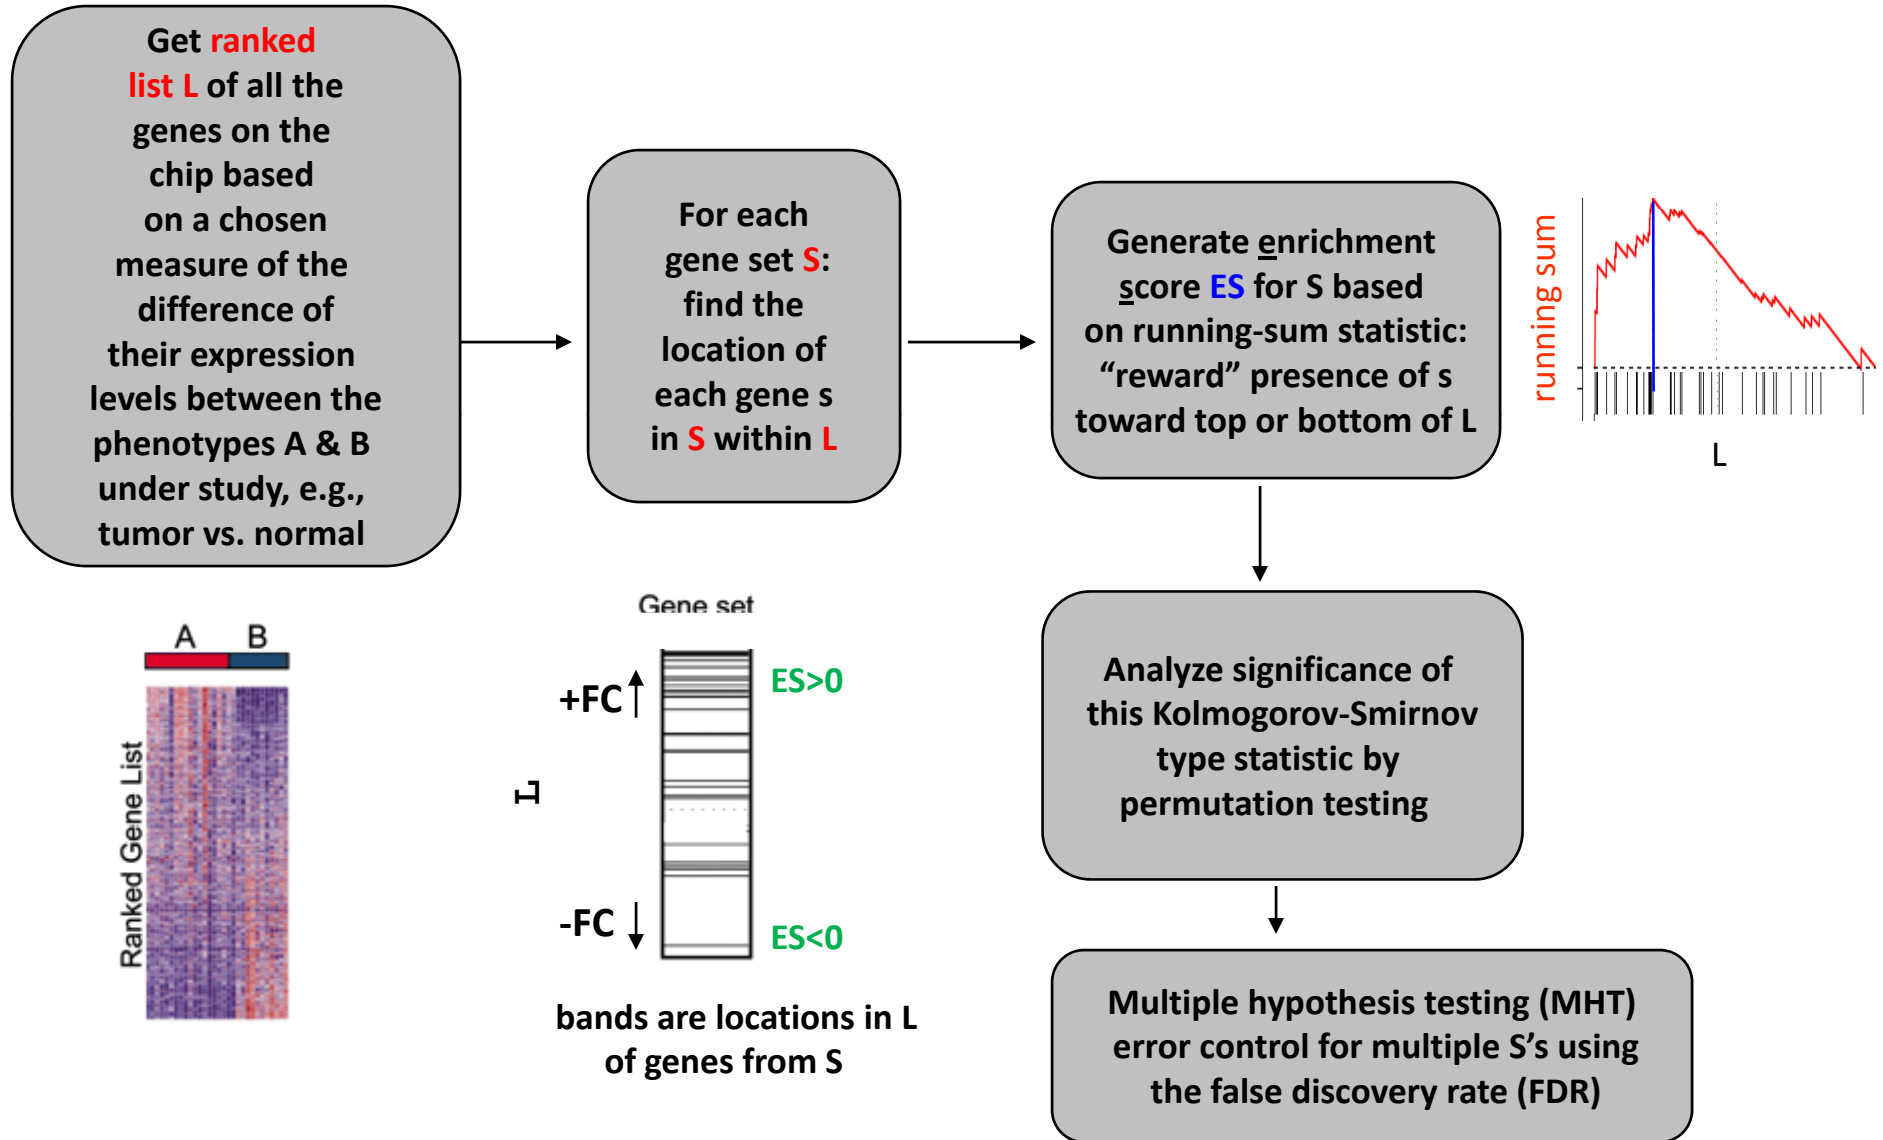 Get ranked
list L of all the
genes on the
chip based
on a chosen
measure of the
difference of
their expression
levels between the
phenotypes A & B
under study, e.g.,
tumor vs. normal
For each
gene set S:
find the
location of
each gene s
in S within L
Generate enrichment
score ES for S based
on running-sum statistic:
“reward” presence of s
toward top or bottom of L
running sum
L
A B
Ranked Gene List
Gene set
+FC
ES>0
L
-FC
ES<0
bands are locations in L
of genes from S
Analyze significance of
this Kolmogorov-Smirnov
type statistic by
permutation testing
Multiple hypothesis testing (MHT)
error control for multiple S’s using
the false discovery rate (FDR)